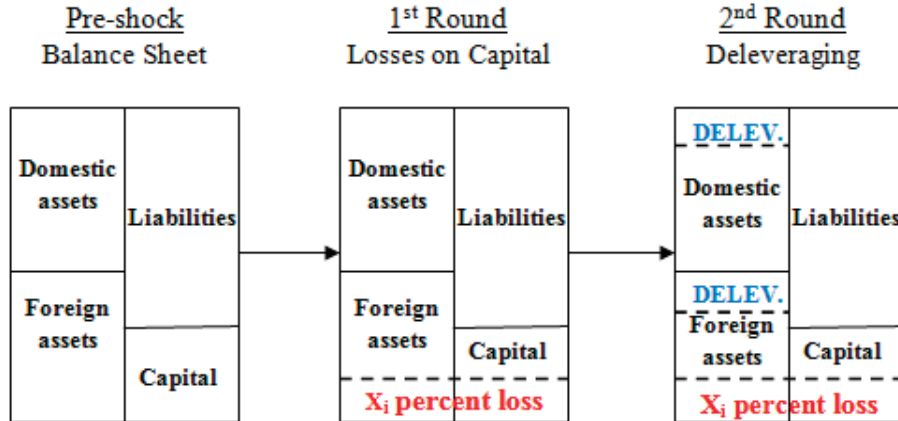 Pre-shock
Balance Sheet
1st Round
Losses on Capital
2nd Round
Deleveraging
Domestic
assets
Liabilities
Foreign
assets
Capital
Domestic
assets
Liabilities
Foreign
assets
Capital
Xi percent loss
DELEV.
Domestic
assets
Liabilities
DELEV.
Foreign
assets
Capital
Xi percent loss